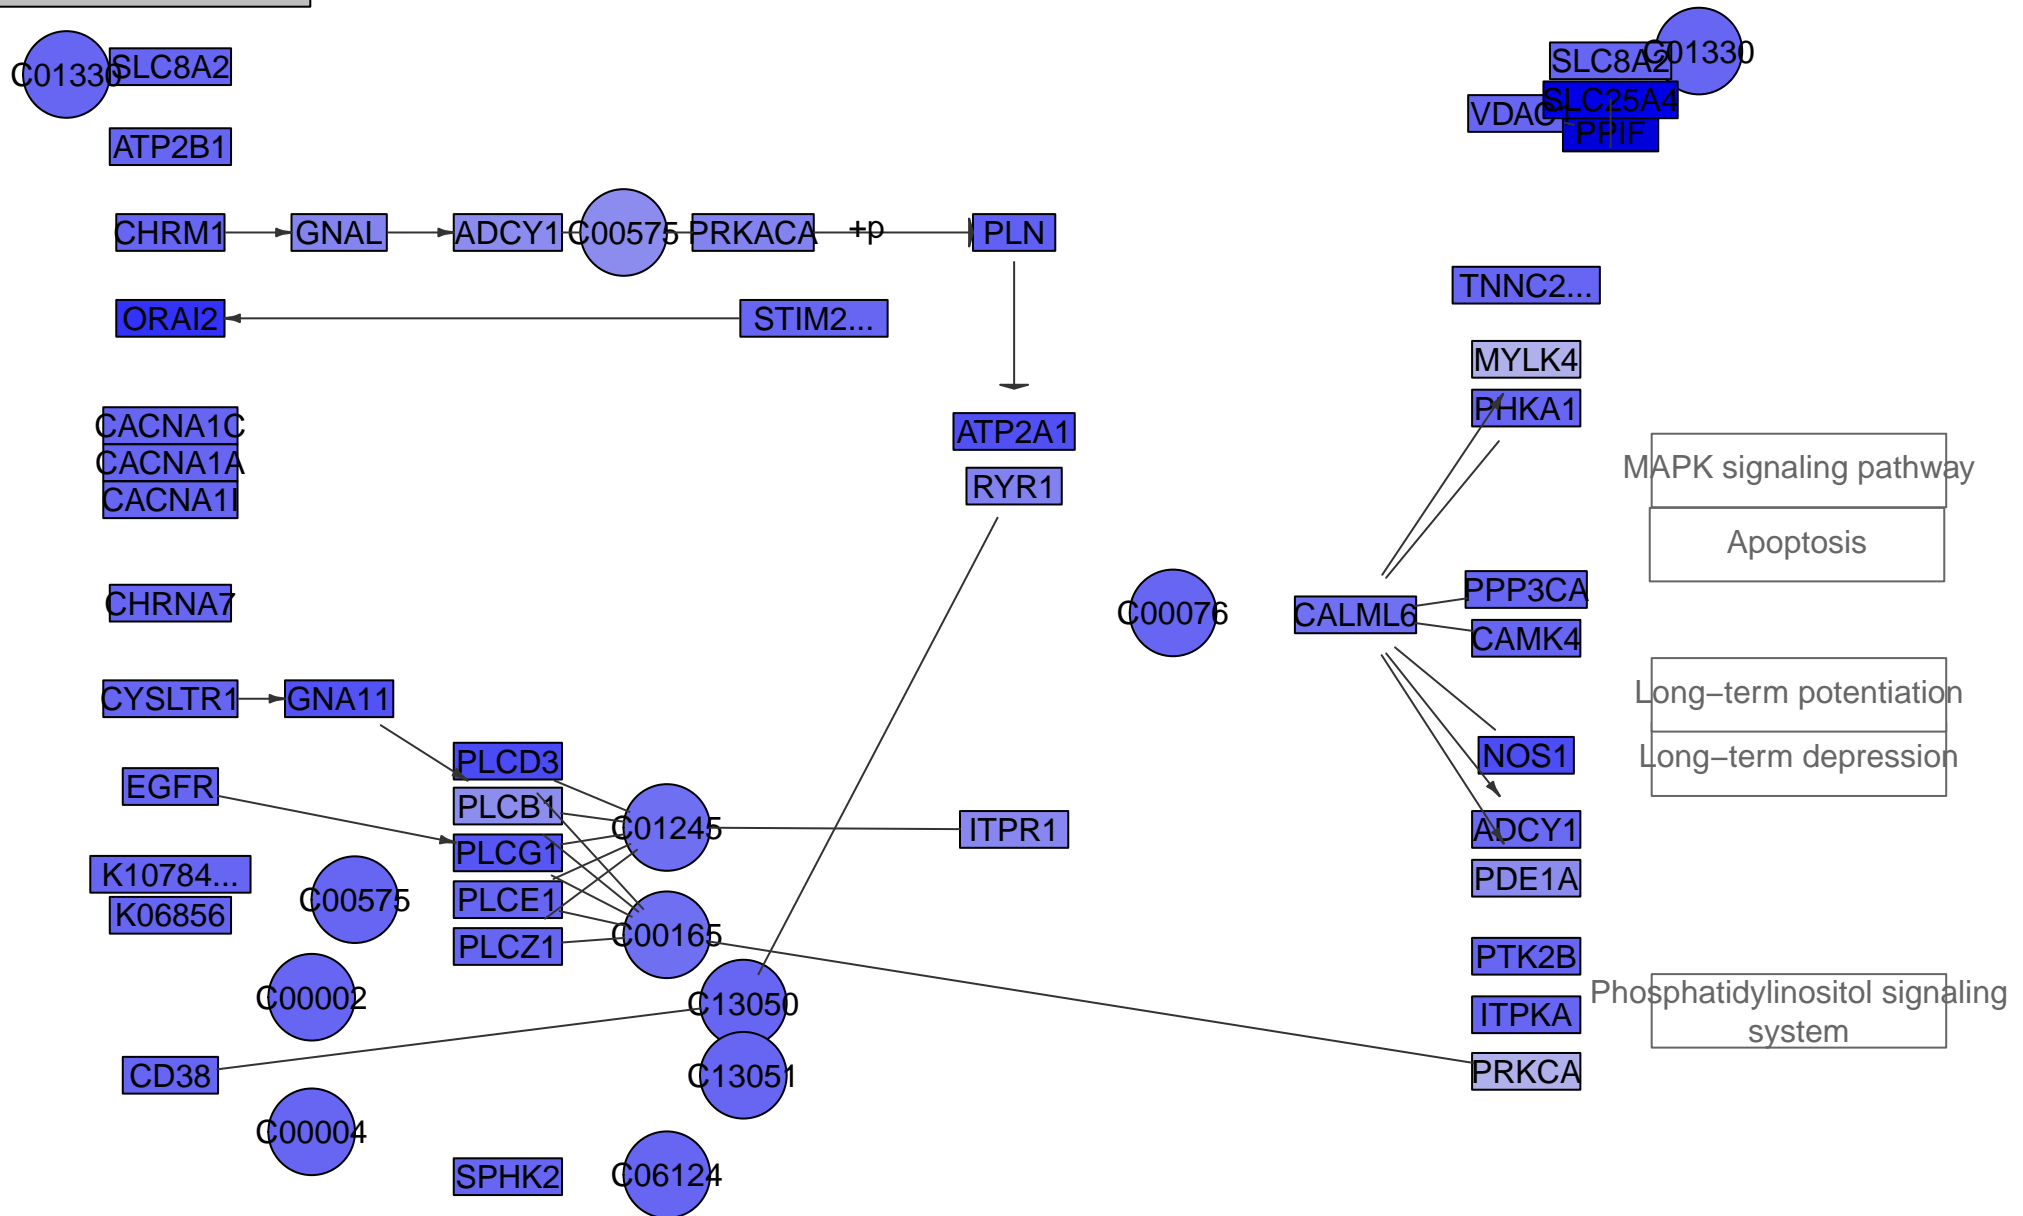 C01330
SLC8A2
SLC8A2
C01330
SLC25A4
VDAC1
PPIF
ATP2B1
CHRM1
GNAL
ADCY1
C00575
PRKACA
+p
PLN
TNNC2...
ORAI2
STIM2...
MYLK4
PHKA1
CACNA1C
CACNA1A
CACNA1I
ATP2A1
RYR1
MAPK signaling pathway
Apoptosis
CHRNA7
C00076
CALML6
PPP3CA
CAMK4
CYSLTR1
GNA11
Long−term potentiation
Long−term depression
PLCD3
NOS1
EGFR
PLCB1
C01245
ITPR1
ADCY1
PLCG1
K10784...
K06856
C00575
PLCE1
PDE1A
PLCZ1
C00165
PTK2B
C00002
C13050
ITPKA
Phosphatidylinositol signaling
system
CD38
C13051
PRKCA
C00004
SPHK2
C06124